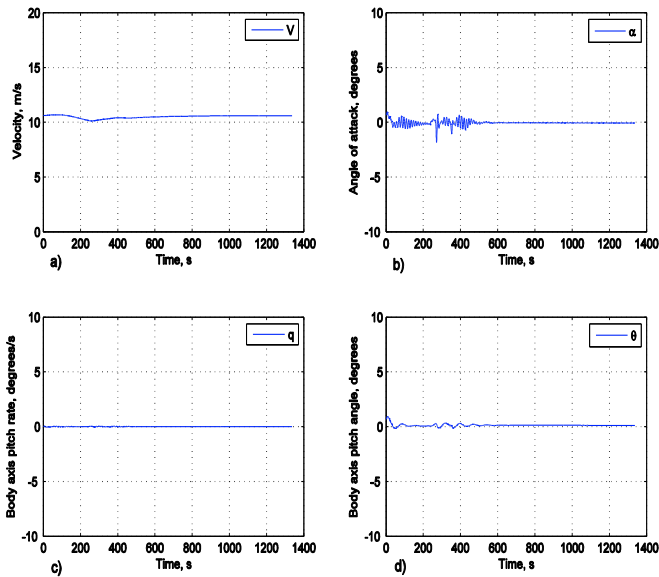 20
15
10
5
0
Velocity, m/s
V
0 200 400 600 800 1000 1200 1400
Time, s
a)
10
5
0
-5
-10
Angle of attack, degrees
α
0 200 400 600 800 1000 1200 1400
Time, s
b)
10
5
0
-5
-10
Body axis pitch rate, degrees/s
q
0 200 400 600 800 1000 1200 1400
Time, s
c)
10
5
0
-5
-10
Body axis pitch angle, degrees
θ
0 200 400 600 800 1000 1200 1400
Time, s
d)